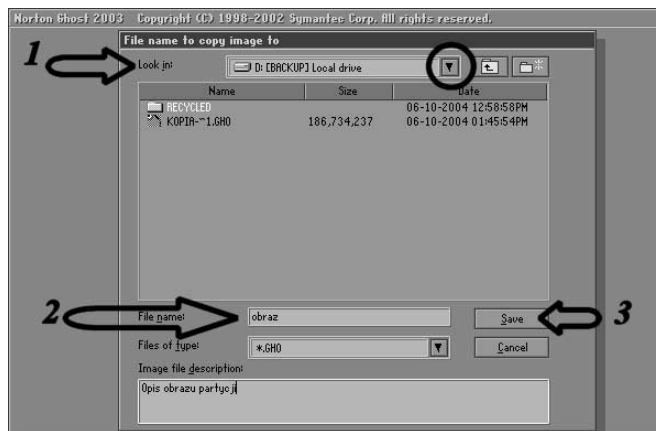 Norton Ghost 2003 Copyright (C) 1998-2002 Symantec Corp. All rights reserved.
File name to copy image to
1
Look in: D: [BACKUP] Local drive
Name Size Date
RECYCLED 06-10-2004 12:58:58PM
KOPIA-~1.GHO 186,734,237 06-10-2004 01:45:54PM
2 File name: obraz Save 3
Files of type: *.GHO Cancel
Image file description:
Opis obrazu partycji